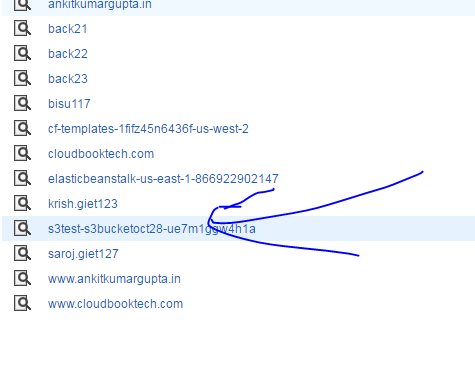 ankitkumargupta.in
back21
back22
back23
bisu117
cf-templates-1fifz45n6436f-us-west-2
cloudbooktech.com
elasticbeanstalk-us-east-1-866922902147
krish.giet123
s3test-s3bucketoct28-ue7m1ggw4h1a
saroj.giet127
www.ankitkumargupta.in
www.cloudbooktech.com